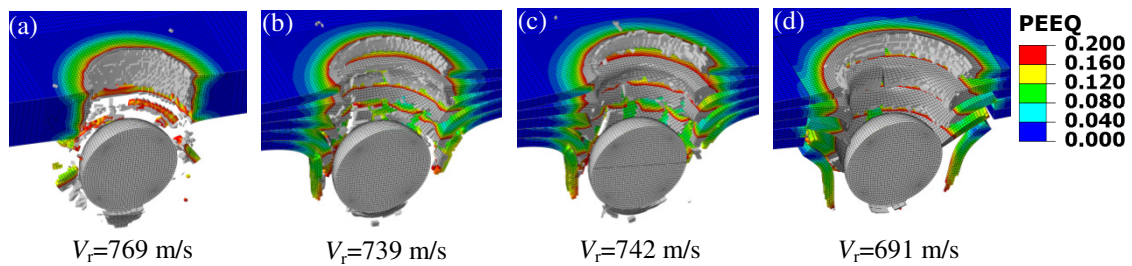 (a)
(b)
(c)
(d)
PEEQ
0.200
0.160
0.120
0.080
0.040
0.000
Vr=769 m/s
Vr=739 m/s
Vr=742 m/s
Vr=691 m/s